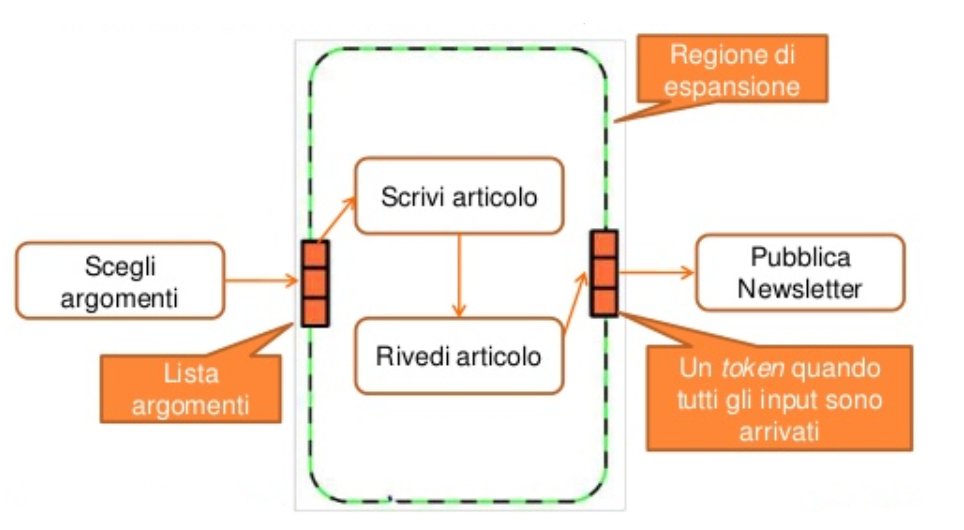 Regione di
espansione
Scrivi articolo
Scegli
argomenti
Pubblica
Newsletter
Rivedi articolo
Lista
argomenti
Un token quando
tutti gli input sono
arrivati